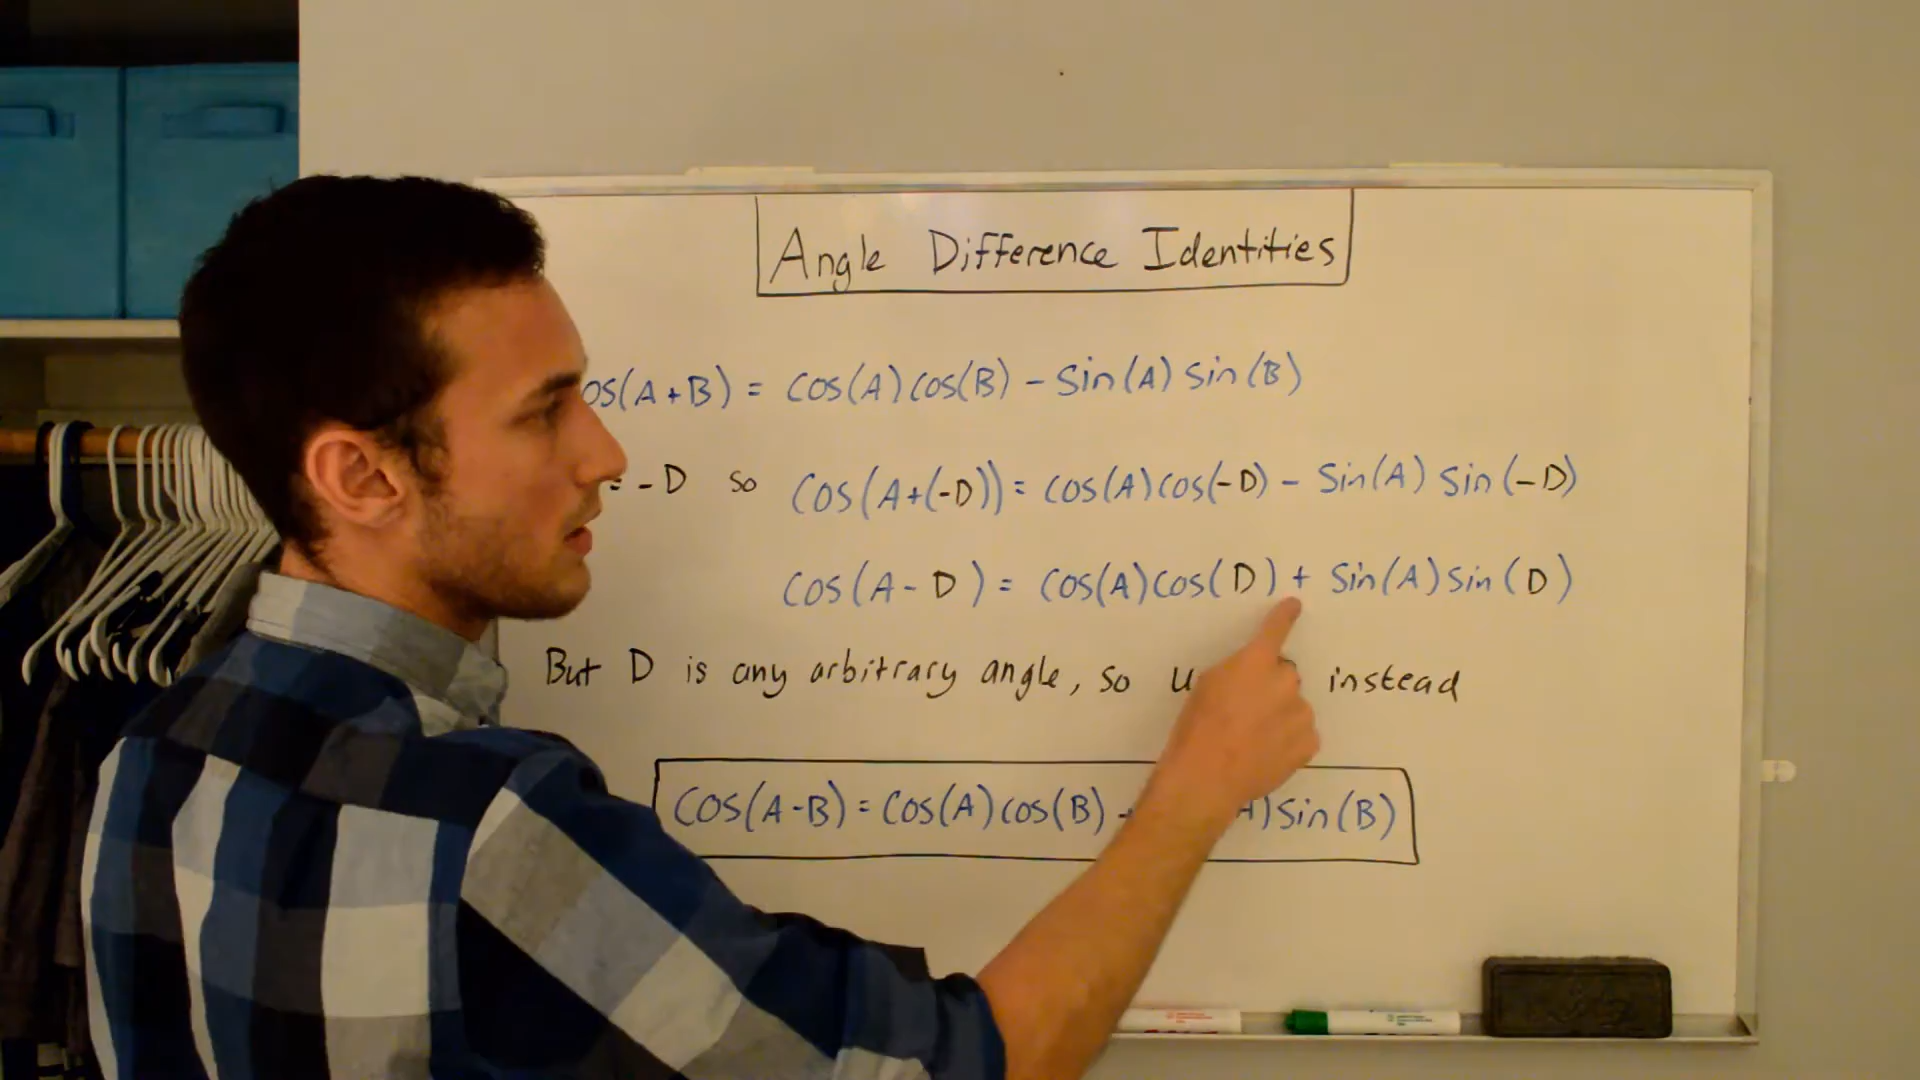 Angle Difference Identities
os(A+B) = cos(A)cos(B) - Sin(A) Sin(B)
= -D so cos(A+(-D)) = cos(A)cos(-D) - Sin(A) Sin(-D)
cos(A-D) = cos(A)cos(D) + Sin(A)Sin(D)
But D is any arbitrary angle, so instead
cos(A-B) = cos(A)cos(B) A)Sin(B)